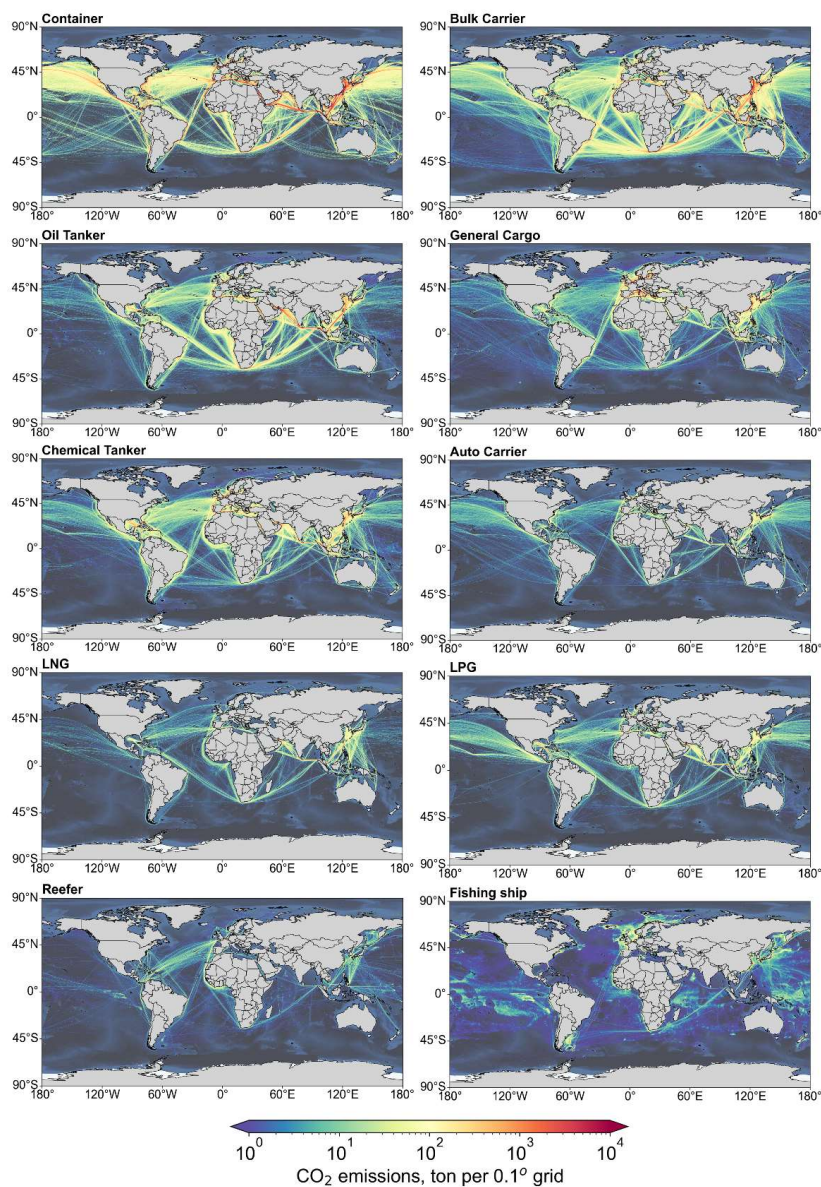 Container Bulk Carrier
90°N 90°N
45°N 45°N
0° 0°
45°S 45°S
90°S 90°S
180° 120°W 60°W 0° 60°E 120°E 180° 180° 120°W 60°W 0° 60°E 120°E 180°
Oil Tanker General Cargo
90°N 90°N
45°N 45°N
0° 0°
45°S 45°S
90°S 90°S
180° 120°W 60°W 0° 60°E 120°E 180° 180° 120°W 60°W 0° 60°E 120°E 180°
Chemical Tanker Auto Carrier
90°N 90°N
45°N 45°N
0° 0°
45°S 45°S
90°S 90°S
180° 120°W 60°W 0° 60°E 120°E 180° 180° 120°W 60°W 0° 60°E 120°E 180°
LNG LPG
90°N 90°N
45°N 45°N
0° 0°
45°S 45°S
90°S 90°S
180° 120°W 60°W 0° 60°E 120°E 180° 180° 120°W 60°W 0° 60°E 120°E 180°
Reefer Fishing ship
90°N 90°N
45°N 45°N
0° 0°
45°S 45°S
90°S 90°S
180° 120°W 60°W 0° 60°E 120°E 180° 180° 120°W 60°W 0° 60°E 120°E 180°
10⁰ 10¹ 10² 10³ 10⁴
CO₂ emissions, ton per 0.1° grid